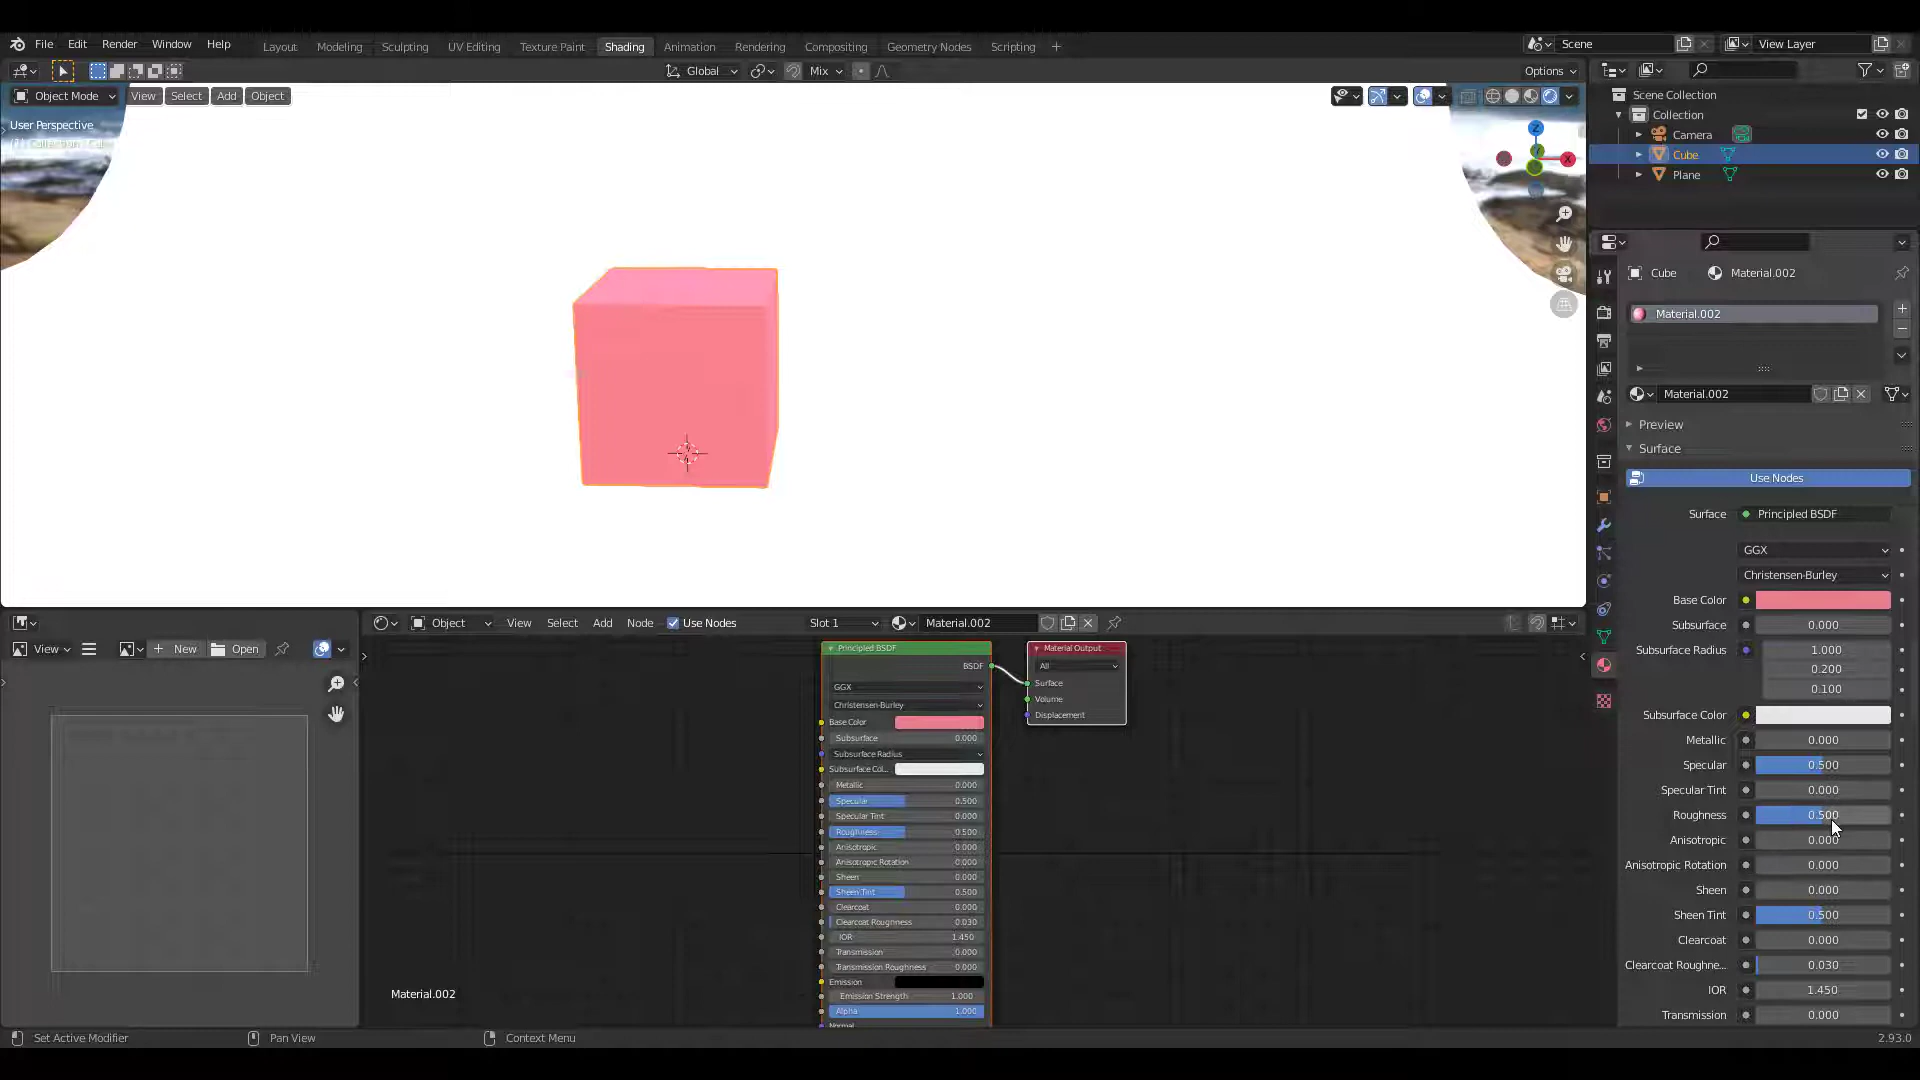 File Edit Render Window Help Layout Modeling Sculpting UV Editing Texture Paint Shading Animation Rendering Compositing Geometry Nodes Scripting + Scene View Layer
Global Mix Options
Object Mode View Select Add Object
User Perspective
Scene Collection
Collection
Camera
Cube
Plane
Z
Y
X
Cube Material.002
Material.002
Material.002
Preview
Surface
Use Nodes
Surface Principled BSDF
GGX
Christensen-Burley
Base Color
Subsurface 0.000
Subsurface Radius 1.000
0.200
0.100
Subsurface Color
Metallic 0.000
Specular 0.500
Specular Tint 0.000
Roughness 0.500
Anisotropic 0.000
Anisotropic Rotation 0.000
Sheen 0.000
Sheen Tint 0.500
Clearcoat 0.000
Clearcoat Roughne... 0.030
IOR 1.450
Transmission 0.000
Object View Select Add Node Use Nodes Slot 1 Material.002
View New Open
Principled BSDF
BSDF
GGX
Christensen-Burley
Base Color
Subsurface 0.000
Subsurface Radius
Subsurface Col...
Metallic 0.000
Specular 0.500
Specular Tint 0.000
Roughness 0.500
Anisotropic 0.000
Anisotropic Rotation 0.000
Sheen 0.000
Sheen Tint 0.500
Clearcoat 0.000
Clearcoat Roughness 0.030
IOR 1.450
Transmission 0.000
Transmission Roughness 0.000
Emission
Emission Strength 1.000
Alpha 1.000
Normal
Material Output
All
Surface
Volume
Displacement
Material.002
Set Active Modifier Pan View Context Menu 2.93.0